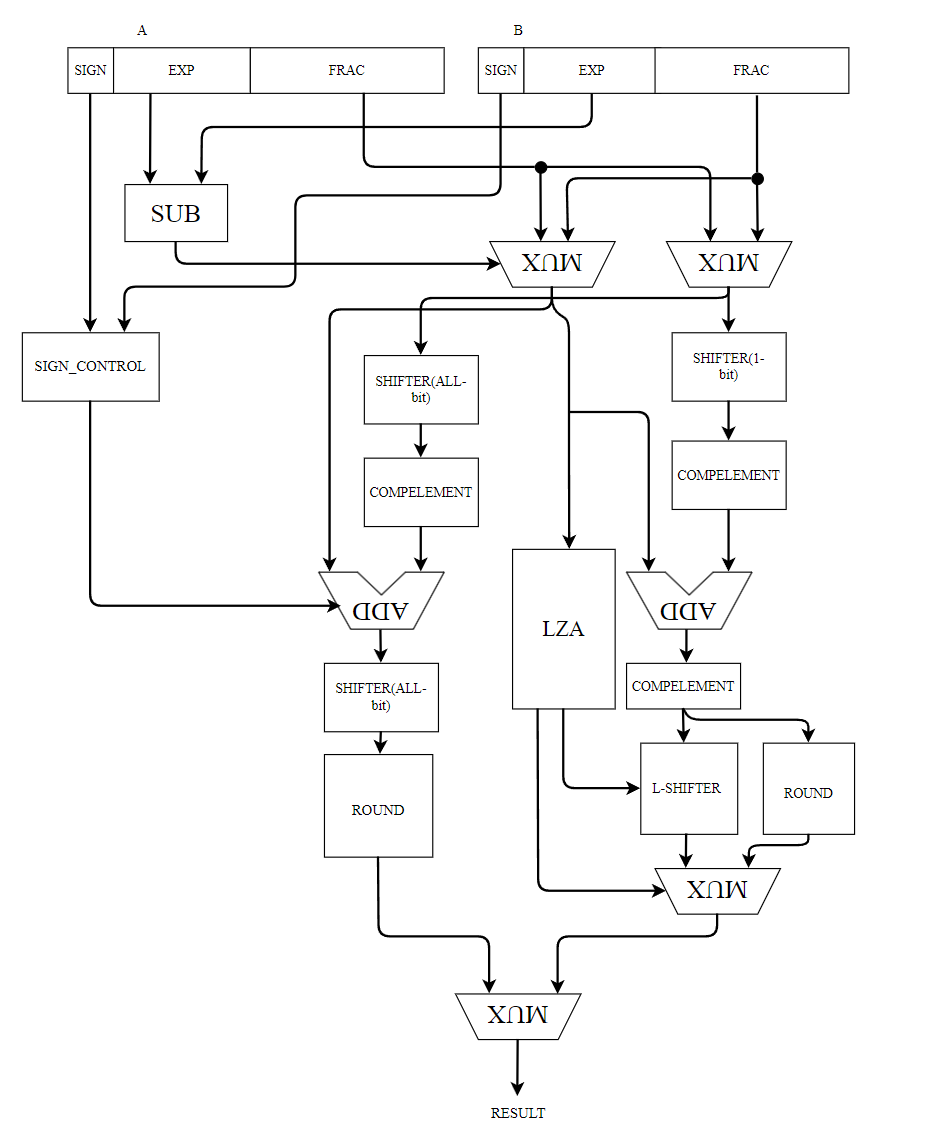 A
B
SIGN
EXP
FRAC
SIGN
EXP
FRAC
SUB
MUX
MUX
SIGN_CONTROL
SHIFTER(ALL-
bit)
SHIFTER(1-
bit)
COMPELEMENT
COMPELEMENT
ADD
LZA
ADD
SHIFTER(ALL-
bit)
COMPELEMENT
ROUND
L-SHIFTER
ROUND
MUX
MUX
RESULT